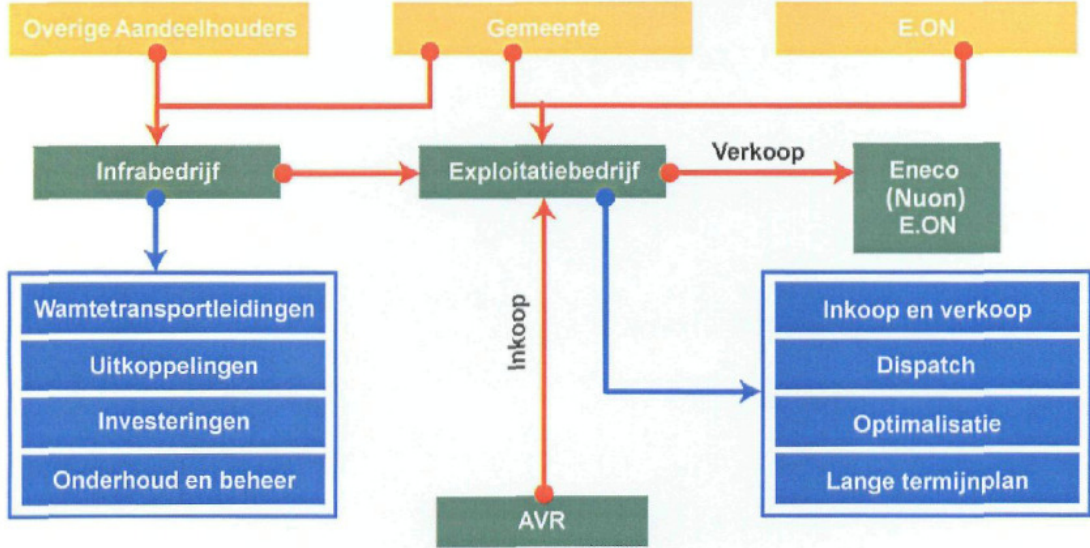 Overige Aandeelhouders
Gemeente
E.ON
Infrabedrijf
Exploitatiebedrijf
Verkoop
Eneco
(Nuon)
E.ON
Inkoop
Wamtetransportleidingen
Uitkoppelingen
Investeringen
Onderhoud en beheer
Inkoop en verkoop
Dispatch
Optimalisatie
Lange termijnplan
AVR